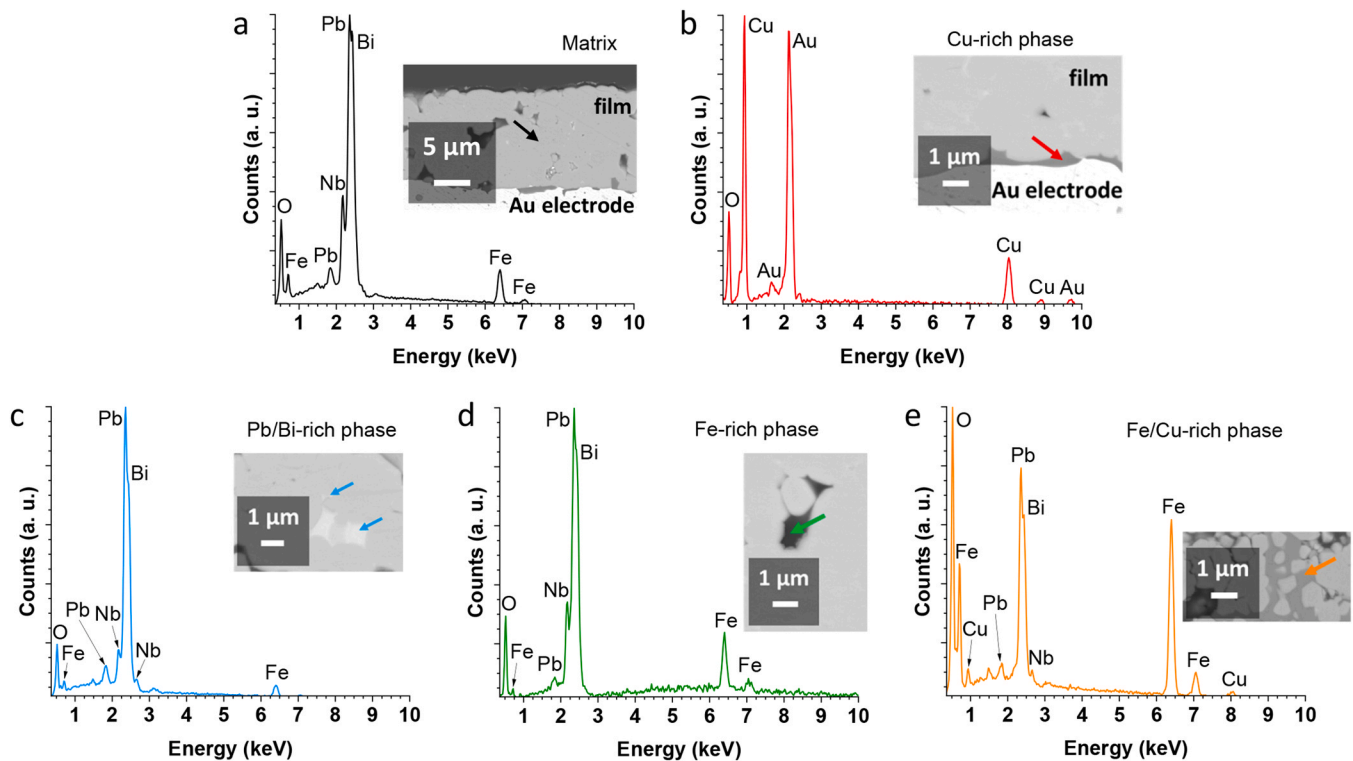 a
Pb
Bi
Matrix
film
5 µm
Au electrode
Nb
O
Fe
Pb
Fe
Fe
Counts (a. u.)
1 2 3 4 5 6 7 8 9 10
Energy (keV)
b
Cu
Au
Cu-rich phase
film
1 µm
Au electrode
O
Au
Cu
Cu
Au
Counts (a. u.)
1 2 3 4 5 6 7 8 9 10
Energy (keV)
c
Pb
Bi
Pb/Bi-rich phase
1 µm
Nb
Pb
O
Fe
Nb
Fe
Counts (a. u.)
1 2 3 4 5 6 7 8 9 10
Energy (keV)
d
Pb
Bi
Fe-rich phase
1 µm
Nb
O
Fe
Pb
Fe
Fe
Counts (a. u.)
1 2 3 4 5 6 7 8 9 10
Energy (keV)
e
O
Pb
Bi
Fe/Cu-rich phase
Fe
1 µm
Fe
Pb
Cu
Nb
Fe
Cu
Counts (a. u.)
1 2 3 4 5 6 7 8 9 10
Energy (keV)